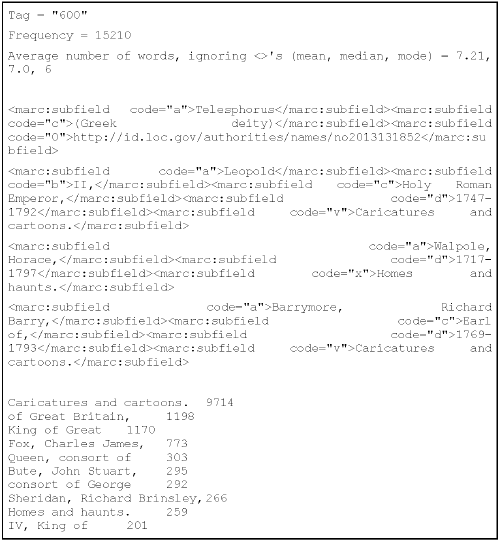 Tag = "600"
Frequency = 15210
Average number of words, ignoring <>'s (mean, median, mode) = 7.21,
7.0, 6
<marc:subfield code="a">Telesphorus</marc:subfield><marc:subfield
code="c">(Greek deity)</marc:subfield><marc:subfield
code="0">http://id.loc.gov/authorities/names/no2013131852</marc:su
bfield>
<marc:subfield code="a">Leopold</marc:subfield><marc:subfield
code="b">II,</marc:subfield><marc:subfield code="c">Holy Roman
Emperor,</marc:subfield><marc:subfield code="d">1747-
1792</marc:subfield><marc:subfield code="v">Caricatures and
cartoons.</marc:subfield>
<marc:subfield code="a">Walpole,
Horace,</marc:subfield><marc:subfield code="d">1717-
1797</marc:subfield><marc:subfield code="x">Homes and
haunts.</marc:subfield>
<marc:subfield code="a">Barrymore, Richard
Barry,</marc:subfield><marc:subfield code="c">Earl
of,</marc:subfield><marc:subfield code="d">1769-
1793</marc:subfield><marc:subfield code="v">Caricatures and
cartoons.</marc:subfield>
Caricatures and cartoons. 9714
of Great Britain, 1198
King of Great 1170
Fox, Charles James, 773
Queen, consort of 303
Bute, John Stuart, 295
consort of George 292
Sheridan, Richard Brinsley, 266
Homes and haunts. 259
IV, King of 201